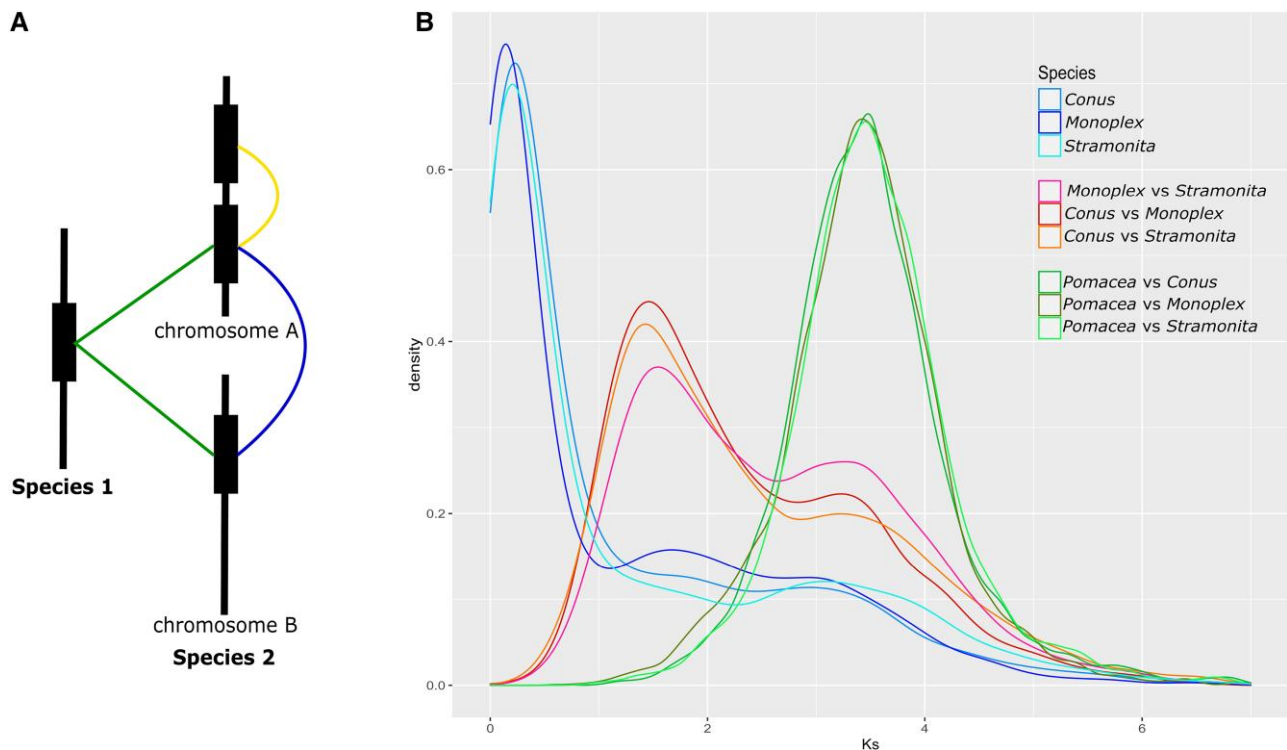 A
chromosome A
Species 1
chromosome B
Species 2
B
density
0.6
0.4
0.2
0.0
0
2
4
6
Ks
Species
Conus
Monoplex
Stramonita
Monoplex vs Stramonita
Conus vs Monoplex
Conus vs Stramonita
Pomacea vs Conus
Pomacea vs Monoplex
Pomacea vs Stramonita